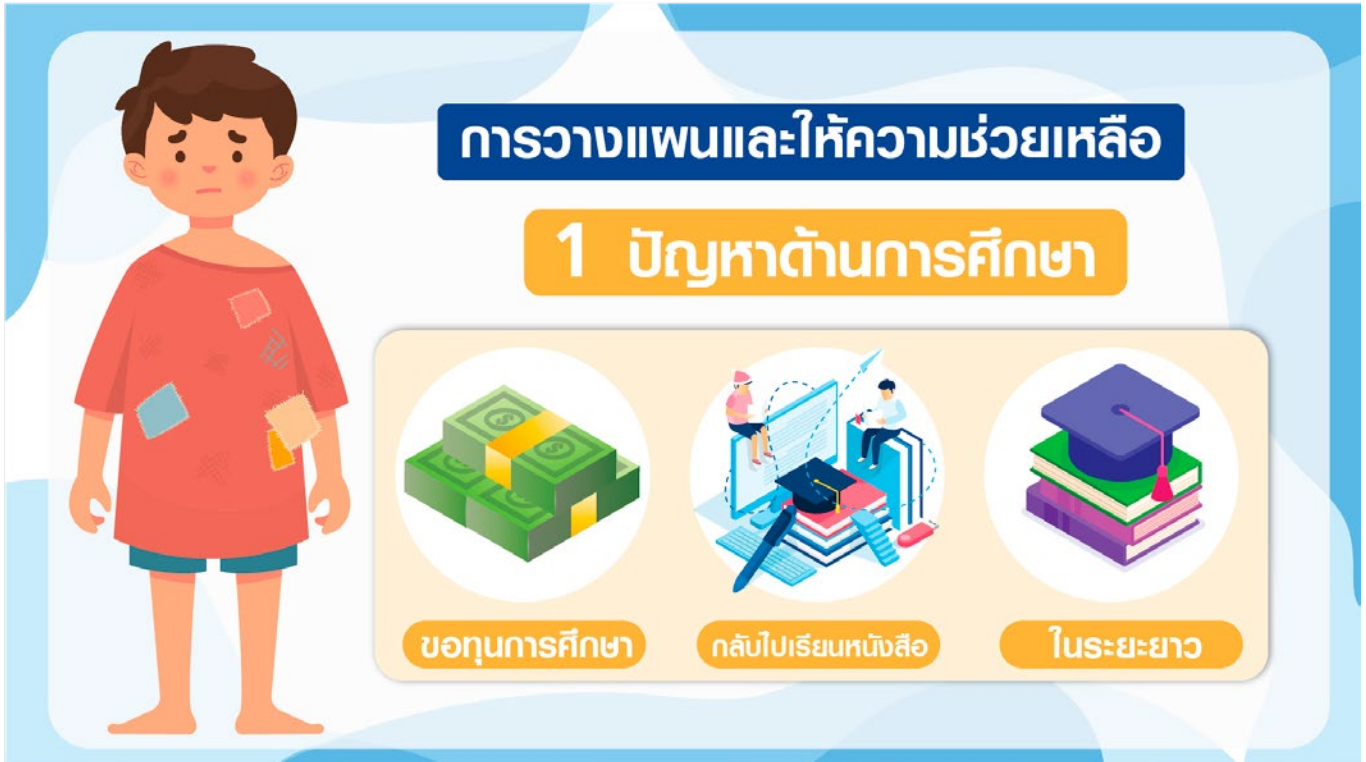 การวางแผนและให้ความช่วยเหลือ
1 ปัญหาด้านการศึกษา
ขอทุนการศึกษา
กลับไปเรียนหนังสือ
ในระยะยาว